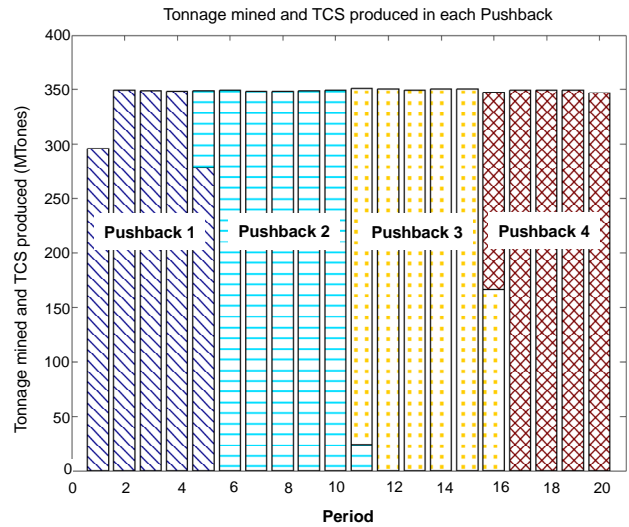 Tonnage mined and TCS produced in each Pushback
Tonnage mined and TCS produced (MTones)
400
350
300
250
200
150
100
50
0
Pushback 1
Pushback 2
Pushback 3
Pushback 4
0 2 4 6 8 10 12 14 16 18 20
Period